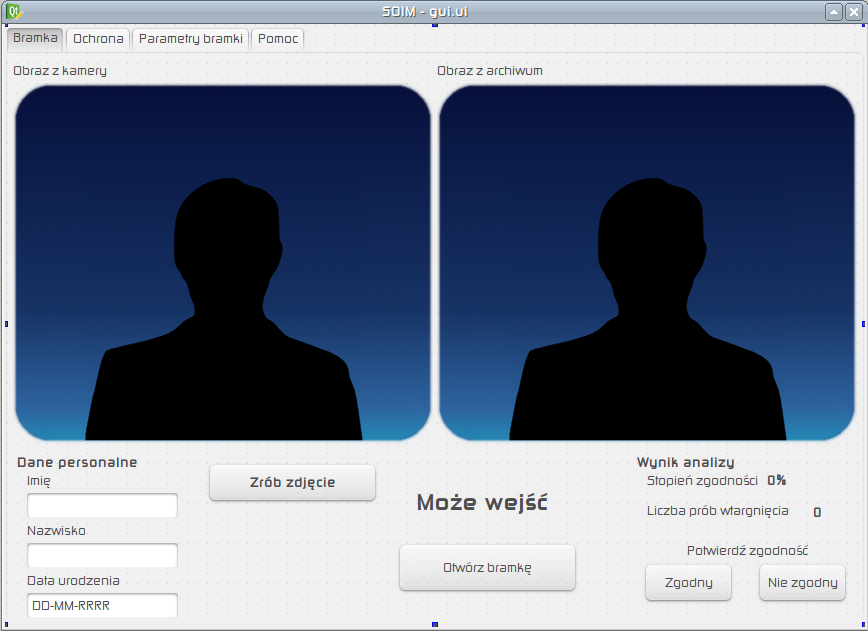 SDIM - gui.ui
Bramka Ochrona Parametry bramki Pomoc
Obraz z kamery
Obraz z archiwum
Dane personalne
Imię
Nazwisko
Data urodzenia
DD-MM-RRRR
Zrób zdjęcie
Może wejść
Otwórz bramkę
Wynik analizy
Stopień zgodności 0%
Liczba prób wtargnięcia 0
Potwierdź zgodność
Zgodny Nie zgodny